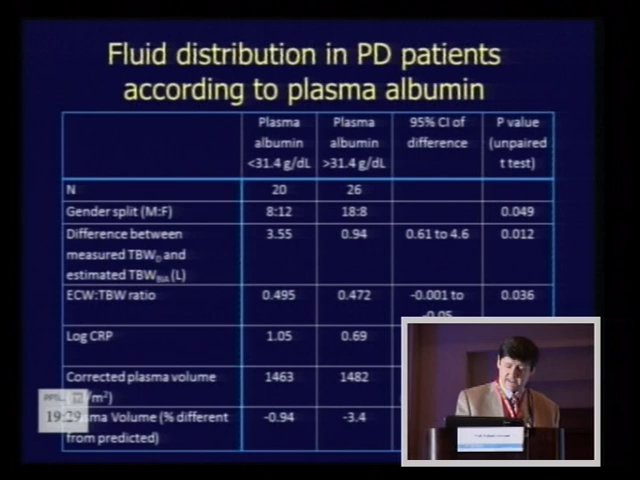 Fluid distribution in PD patients
according to plasma albumin
Plasma albumin <31.4 g/dL
Plasma albumin >31.4 g/dL
95% CI of difference
P value (unpaired t test)
N 20 26
Gender split (M:F) 8:12 18:8 0.049
Difference between measured TBW_D and estimated TBW_BIA (L) 3.55 0.94 0.61 to 4.6 0.012
ECW:TBW ratio 0.495 0.472 -0.001 to 0.036
Log CRP 1.05 0.69
Corrected plasma volume /m²) 1463 1482
Volume (% different from predicted) -0.94 -3.4
19:29